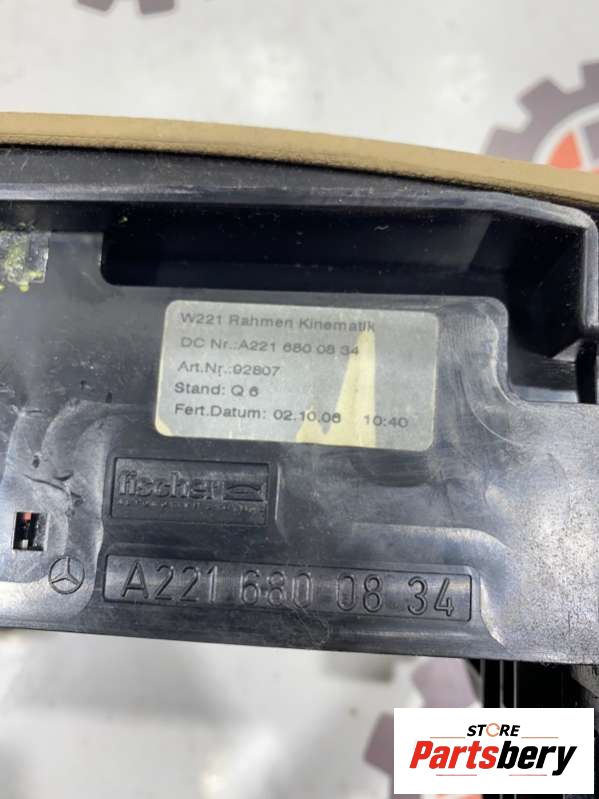 W221 Rahmen Kinematik
DC Nr.:A221 680 08 34
Art.Nr.:92807
Stand: Q 6
Fert.Datum: 02.10.06 10:40
fischer
A221 680 08 34
STORE
Partsbery